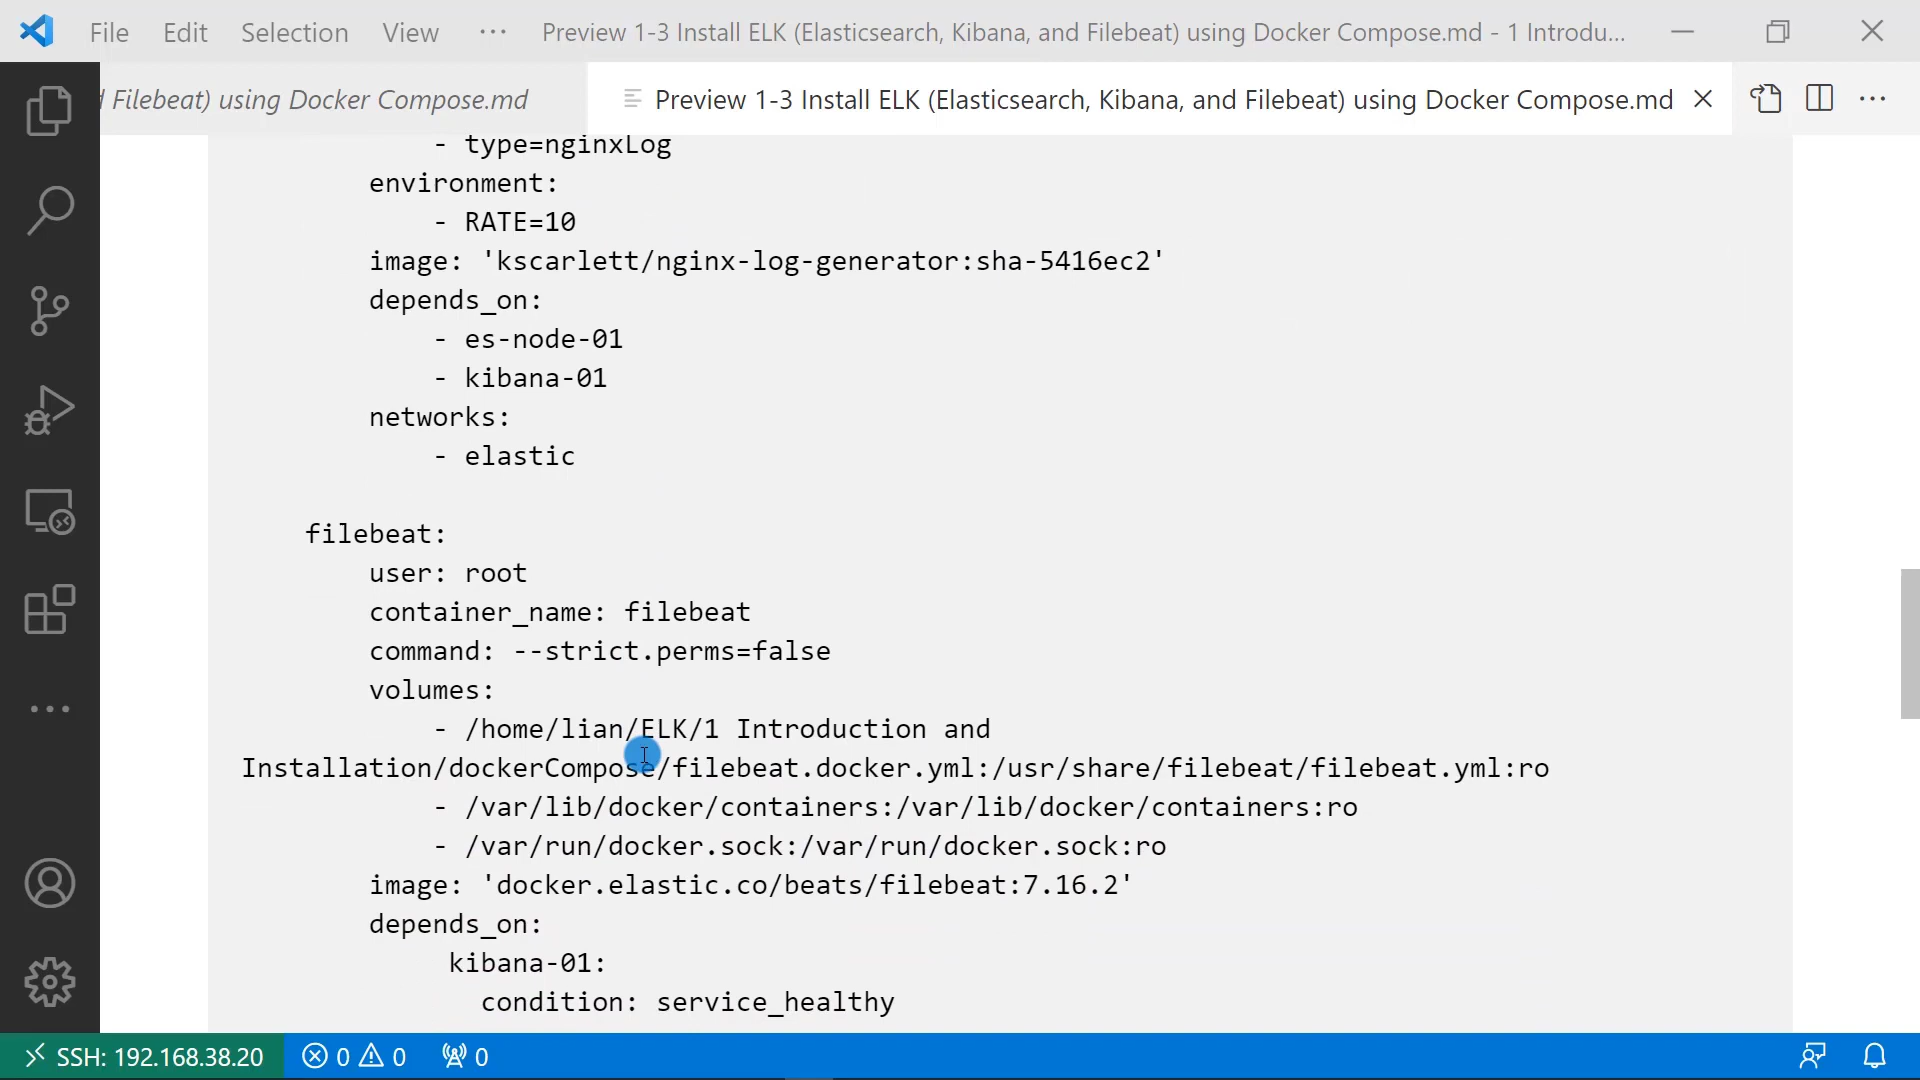 File Edit Selection View ··· Preview 1-3 Install ELK (Elasticsearch, Kibana, and Filebeat) using Docker Compose.md - 1 Introdu...
Filebeat) using Docker Compose.md Preview 1-3 Install ELK (Elasticsearch, Kibana, and Filebeat) using Docker Compose.md
- type=nginxLog
environment:
- RATE=10
image: 'kscarlett/nginx-log-generator:sha-5416ec2'
depends_on:
- es-node-01
- kibana-01
networks:
- elastic
filebeat:
user: root
container_name: filebeat
command: --strict.perms=false
volumes:
- /home/lian/ELK/1 Introduction and
Installation/dockerCompose/filebeat.docker.yml:/usr/share/filebeat/filebeat.yml:ro
- /var/lib/docker/containers:/var/lib/docker/containers:ro
- /var/run/docker.sock:/var/run/docker.sock:ro
image: 'docker.elastic.co/beats/filebeat:7.16.2'
depends_on:
kibana-01:
condition: service_healthy
SSH: 192.168.38.20 0 0 0